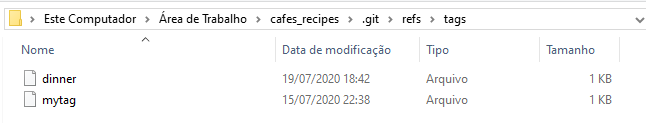 Este Computador > Área de Trabalho > cafes_recipes > .git > refs > tags
Nome Data de modificação Tipo Tamanho
dinner 19/07/2020 18:42 Arquivo 1 KB
mytag 15/07/2020 22:38 Arquivo 1 KB